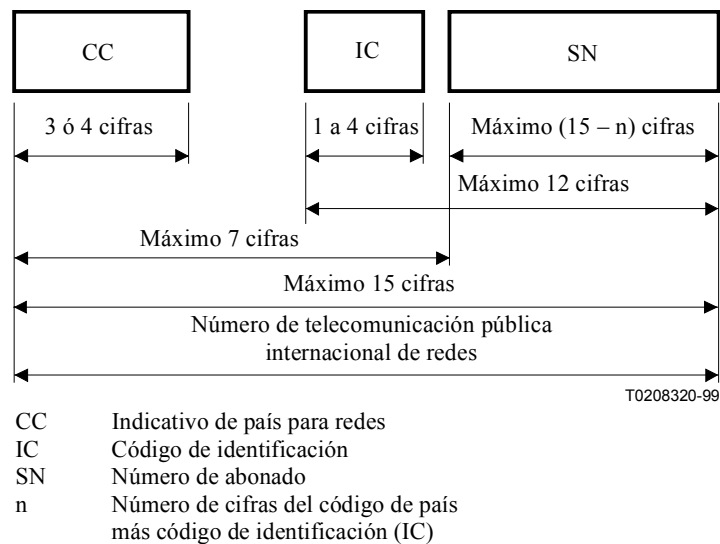 CC IC SN
3 ó 4 cifras 1 a 4 cifras Máximo (15 – n) cifras
Máximo 12 cifras
Máximo 7 cifras
Máximo 15 cifras
Número de telecomunicación pública
internacional de redes
T0208320-99
CC Indicativo de país para redes
IC Código de identificación
SN Número de abonado
n Número de cifras del código de país
más código de identificación (IC)